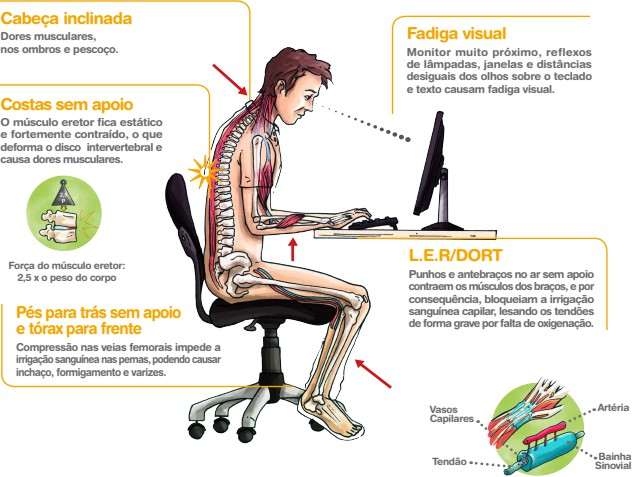 Cabeça inclinada
Dores musculares,
nos ombros e pescoço.
Fadiga visual
Monitor muito próximo, reflexos
de lâmpadas, janelas e distâncias
desiguais dos olhos sobre o teclado
e texto causam fadiga visual.
Costas sem apoio
O músculo eretor fica estático
e fortemente contraído, o que
deforma o disco intervertebral e
causa dores musculares.
Força do músculo eretor:
2,5 x o peso do corpo
L.E.R/DORT
Punhos e antebraços no ar sem apoio
contraem os músculos dos braços, e por
consequência, bloqueiam a irrigação
sanguínea capilar, lesando os tendões
de forma grave por falta de oxigenação.
Pés para trás sem apoio
e tórax para frente
Compressão nas veias femorais impede a
irrigação sanguínea nas pernas, podendo causar
inchaço, formigamento e varizes.
Vasos
Capilares
Artéria
Tendão
Bainha
Sinovial